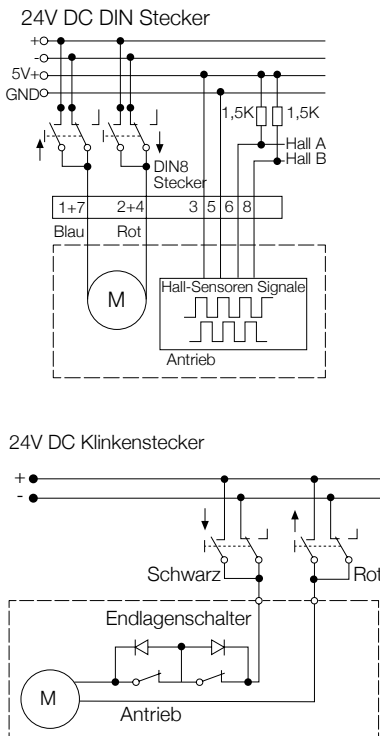 24V DC DIN Stecker
+
-
5V+
GND
1,5K 1,5K
Hall A
Hall B
DIN8
Stecker
1+7 2+4 3 5 6 8
Blau Rot
M
Hall-Sensoren Signale
Antrieb
24V DC Klinkenstecker
+
-
Schwarz Rot
Endlagenschalter
M
Antrieb